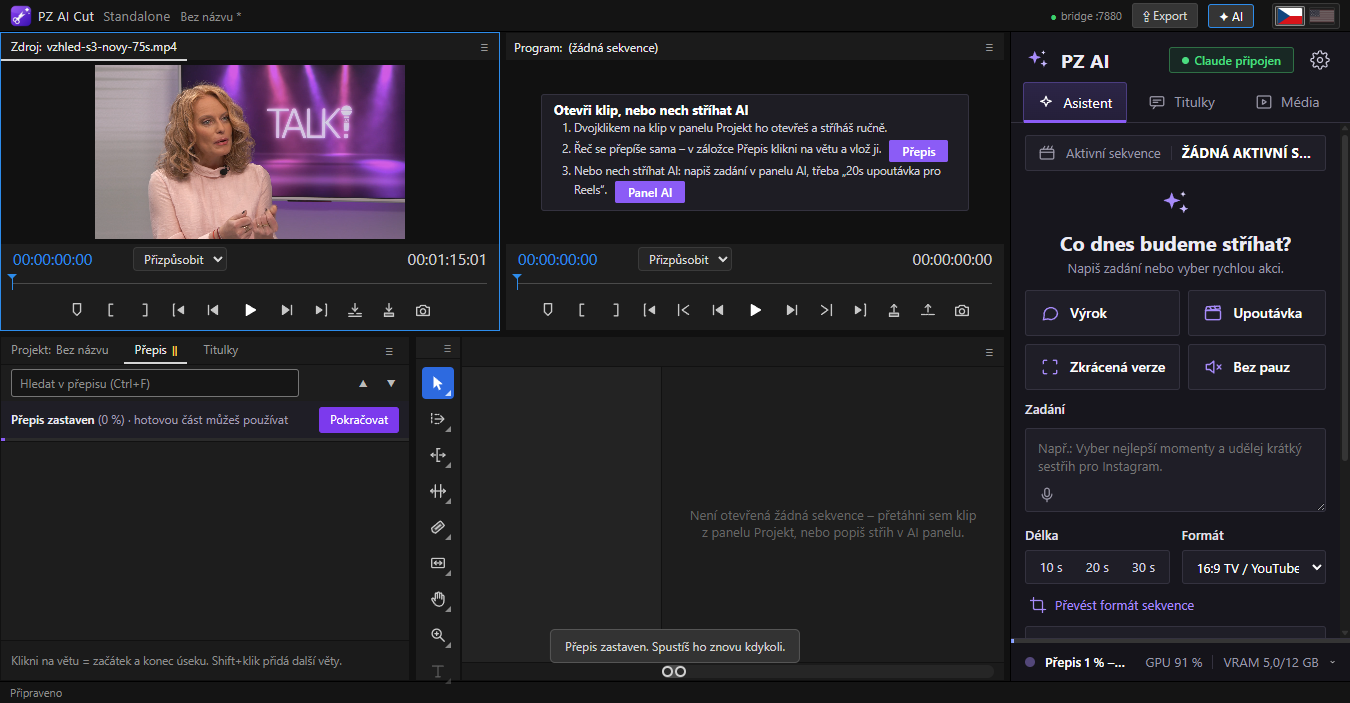 PZ AI Cut Standalone Bez názvu *
bridge :7880 Export AI
Zdroj: vzhled-s3-novy-75s.mp4
TALK!
00:00:00:00 Přizpůsobit 00:01:15:01
Program: (žádná sekvence)
Otevři klip, nebo nech stříhat AI
1. Dvojklikem na klip v panelu Projekt ho otevřeš a stříháš ručně.
2. Řeč se přepíše sama – v záložce Přepis klikni na větu a vlož ji. Přepis
3. Nebo nech stříhat AI: napiš zadání v panelu AI, třeba „20s upoutávka pro
Reels“. Panel AI
00:00:00:00 Přizpůsobit 00:00:00:00
Projekt: Bez názvu Přepis Titulky
Hledat v přepisu (Ctrl+F)
Přepis zastaven (0 %) · hotovou část můžeš používat Pokračovat
Klikni na větu = začátek a konec úseku. Shift+klik přidá další věty.
Není otevřená žádná sekvence – přetáhni sem klip
z panelu Projekt, nebo popiš střih v AI panelu.
Přepis zastaven. Spustíš ho znovu kdykoli.
PZ AI Claude připojen
Asistent Titulky Média
Aktivní sekvence ŽÁDNÁ AKTIVNÍ S...
Co dnes budeme stříhat?
Napiš zadání nebo vyber rychlou akci.
Výrok Upoutávka
Zkrácená verze Bez pauz
Zadání
Např.: Vyber nejlepší momenty a udělej krátký
sestřih pro Instagram.
Délka Formát
10 s 20 s 30 s 16:9 TV / YouTube
Převést formát sekvence
Přepis 1 % –... GPU 91 % VRAM 5,0/12 GB
Připraveno